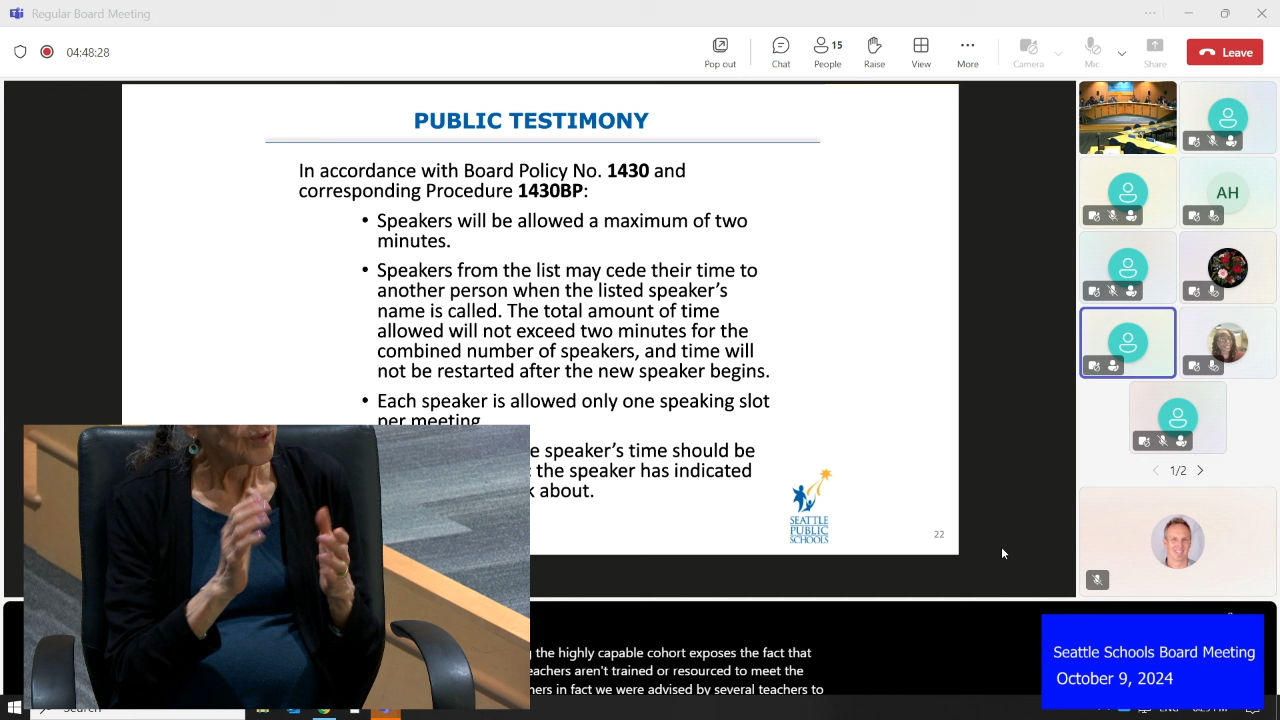 Regular Board Meeting
04:48:28
Pop out
Chat
15
People
Raise
View
More
Camera
Mic
Share
Leave
PUBLIC TESTIMONY
In accordance with Board Policy No. 1430 and
corresponding Procedure 1430BP:
• Speakers will be allowed a maximum of two
minutes.
• Speakers from the list may cede their time to
another person when the listed speaker's
name is called. The total amount of time
allowed will not exceed two minutes for the
combined number of speakers, and time will
not be restarted after the new speaker begins.
• Each speaker is allowed only one speaking slot
per meeting
speaker's time should be
the speaker has indicated
about.
SEATTLE
PUBLIC
SCHOOLS
22
AH
1/2
the highly capable cohort exposes the fact that
aren't trained or resourced to meet the
in fact we were advised by several teachers to
Seattle Schools Board Meeting
October 9, 2024
Search